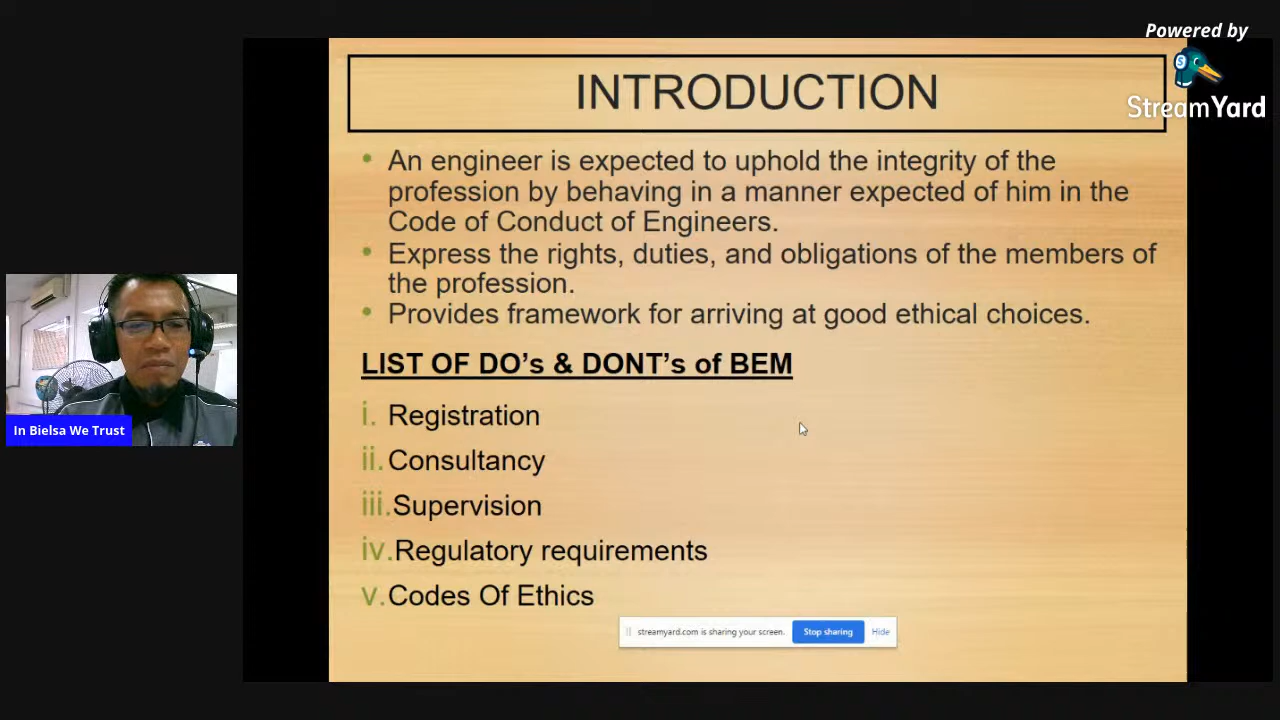 Powered by
StreamYard
INTRODUCTION
• An engineer is expected to uphold the integrity of the
profession by behaving in a manner expected of him in the
Code of Conduct of Engineers.
• Express the rights, duties, and obligations of the members of
the profession.
• Provides framework for arriving at good ethical choices.
LIST OF DO’s & DONT’s of BEM
i. Registration
ii. Consultancy
iii. Supervision
iv. Regulatory requirements
v. Codes Of Ethics
streamyard.com is sharing your screen. Stop sharing Hide
In Bielsa We Trust